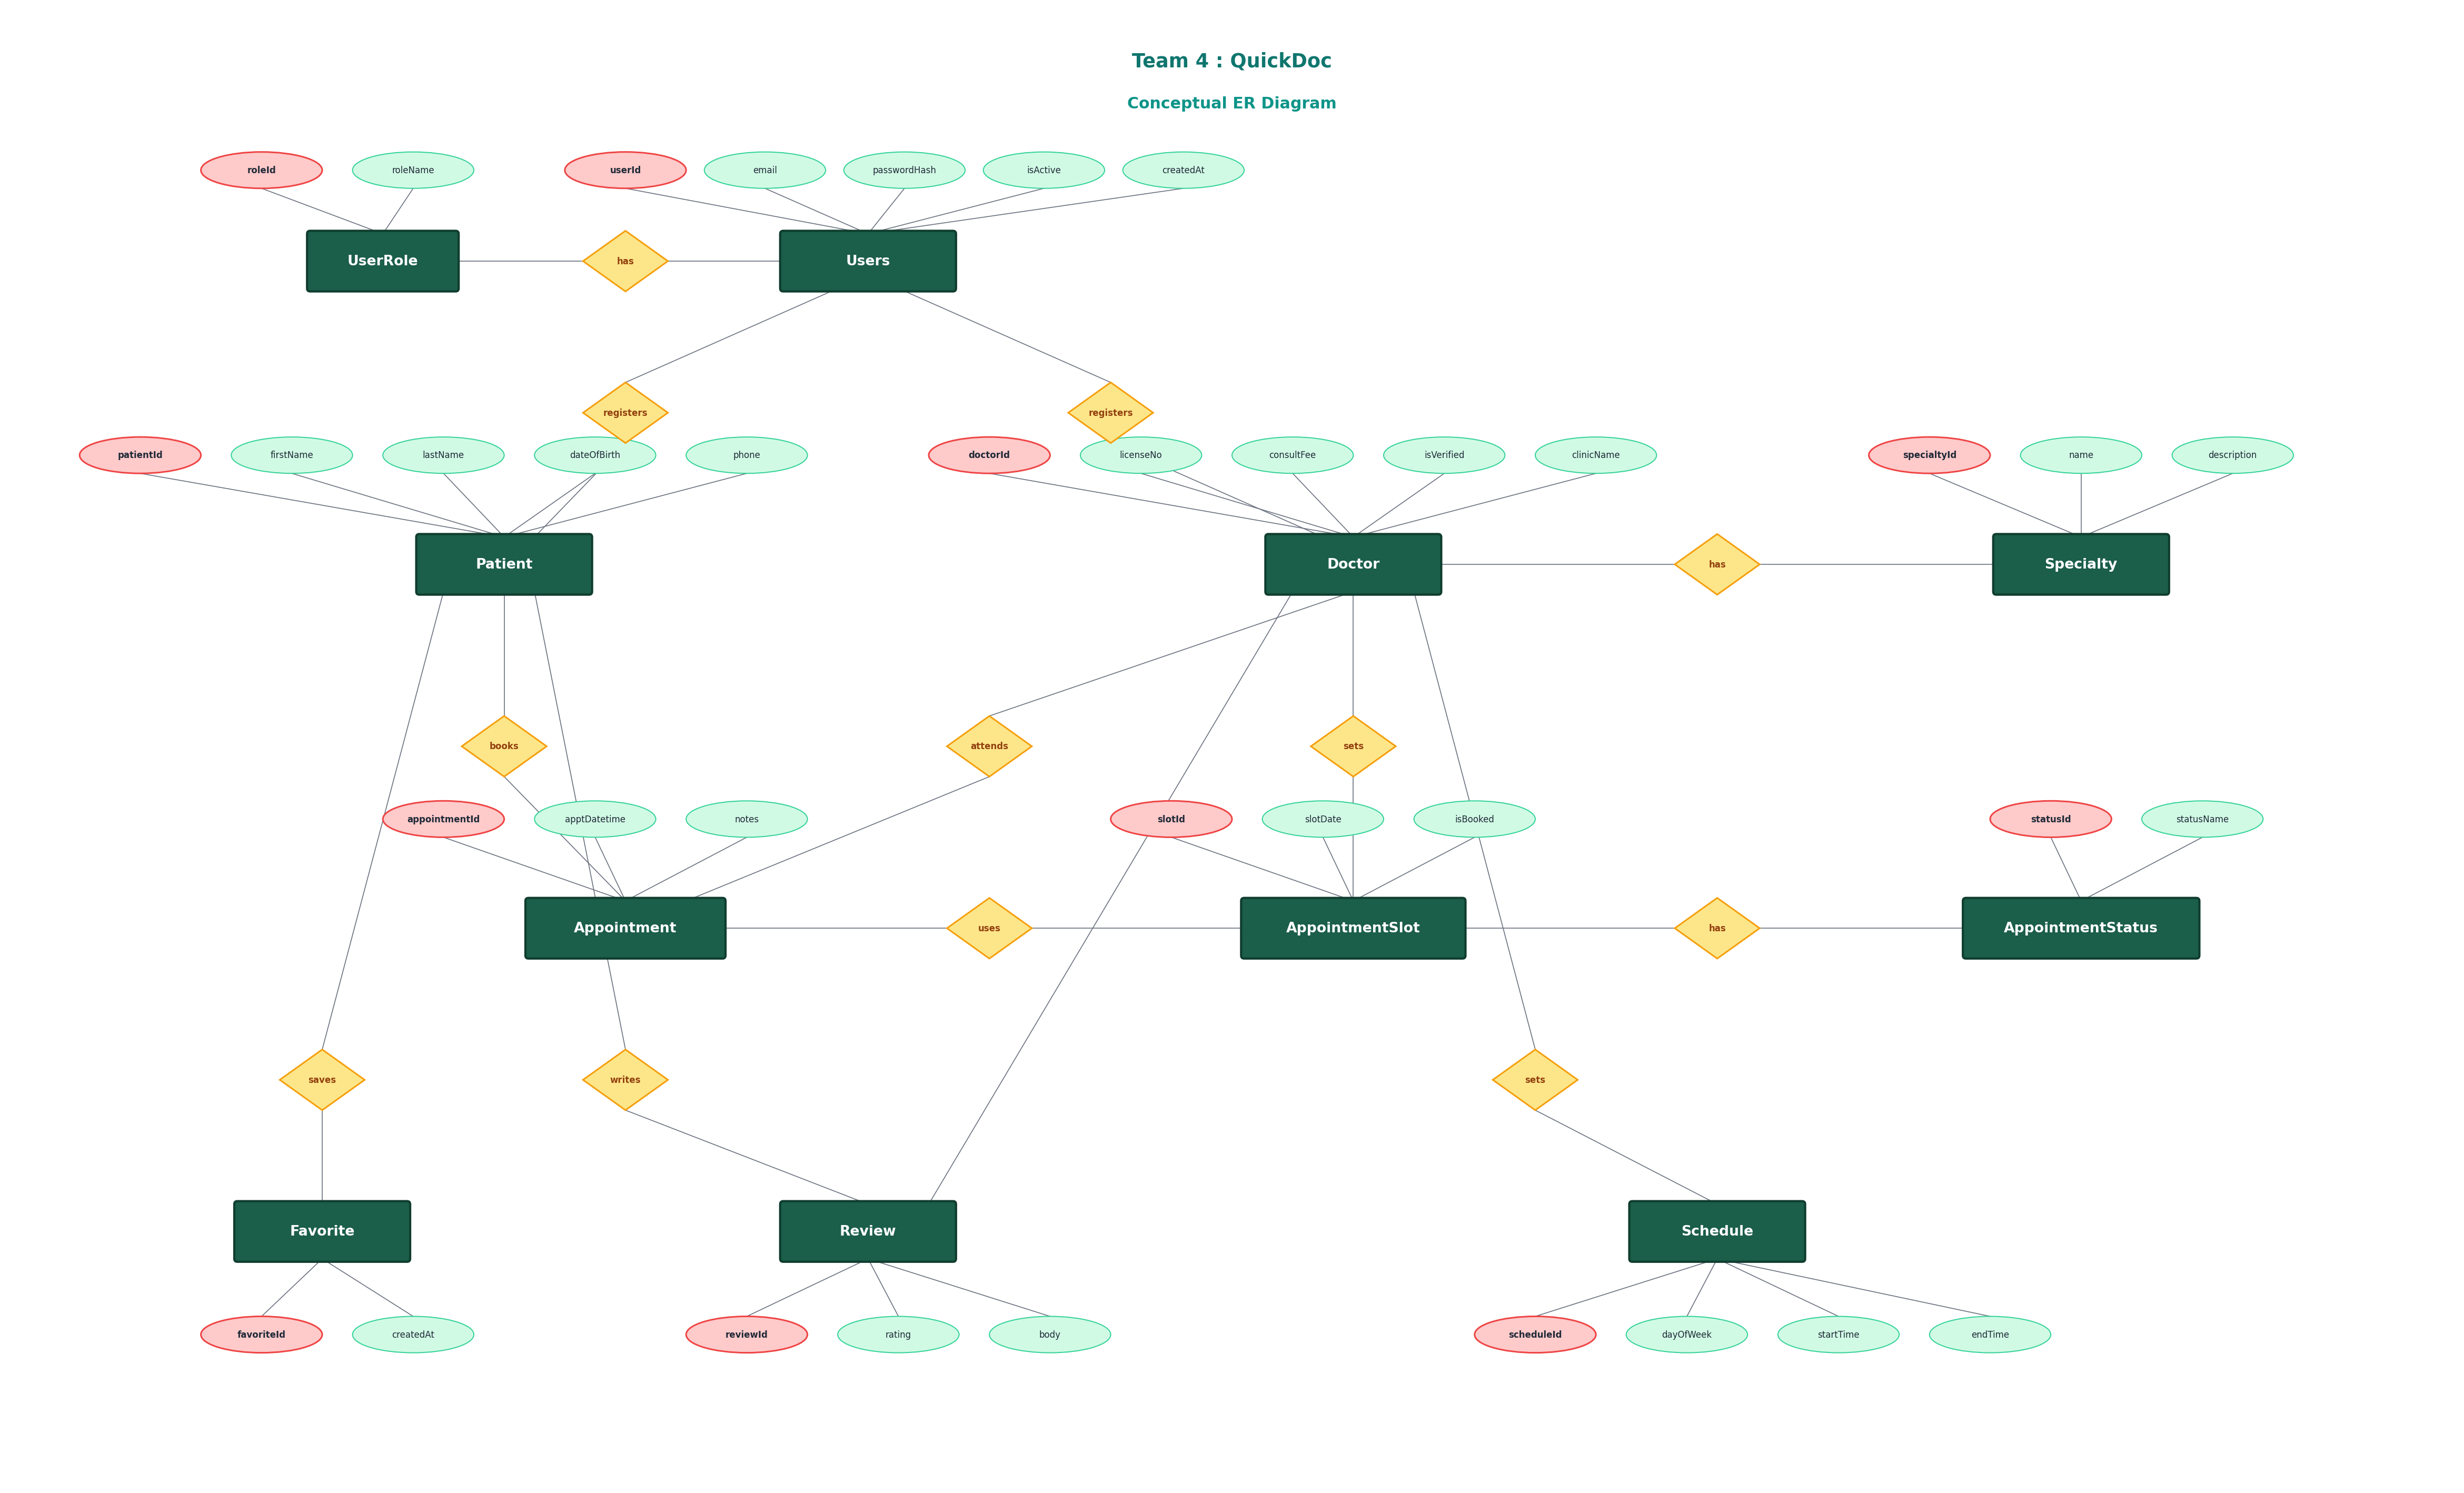 Team 4 : QuickDoc
Conceptual ER Diagram
roleId
roleName
userId
email
passwordHash
isActive
createdAt
UserRole
has
Users
registers
registers
patientId
firstName
lastName
dateOfBirth
phone
doctorId
licenseNo
consultFee
isVerified
clinicName
specialtyId
name
description
Patient
Doctor
has
Specialty
books
attends
sets
appointmentId
apptDatetime
notes
slotId
slotDate
isBooked
statusId
statusName
Appointment
uses
AppointmentSlot
has
AppointmentStatus
saves
writes
sets
Favorite
Review
Schedule
favoriteId
createdAt
reviewId
rating
body
scheduleId
dayOfWeek
startTime
endTime